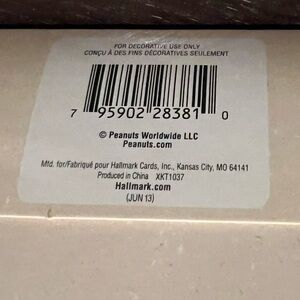 FOR DECORATIVE USE ONLY
CONÇU À DES FINS DÉCORATIVES SEULEMENT
7 95902 28381 0
© Peanuts Worldwide LLC
Peanuts.com
Mfd. for/Fabriqué pour Hallmark Cards, Inc., Kansas City, MO 64141
Produced in China XKT1037
Hallmark.com
(JUN 13)